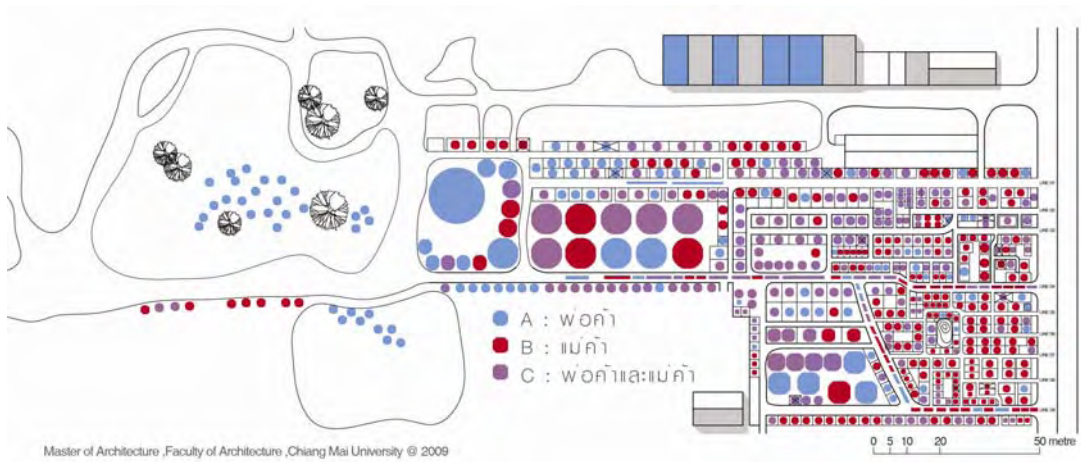 A : พ่อค้า
B : แม่ค้า
C : พ่อค้าและแม่ค้า
Master of Architecture ,Faculty of Architecture ,Chiang Mai University @ 2009
0 5 10 20 50 metre